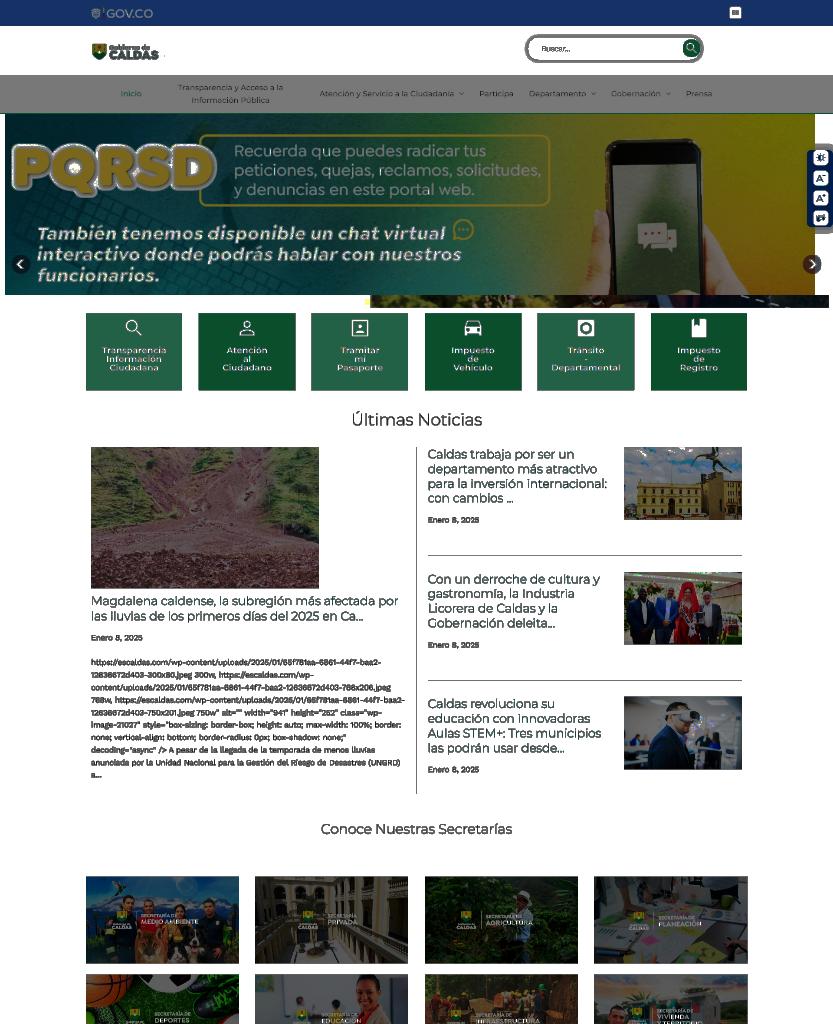 GOV.CO
Gobierno de
CALDAS
Buscar...
Inicio
Transparencia y Acceso a la
Información Pública
Atención y Servicio a la Ciudadanía
Participa
Departamento
Gobernación
Prensa
PQRSD
Recuerda que puedes radicar tus
peticiones, quejas, reclamos, solicitudes,
y denuncias en este portal web.
También tenemos disponible un chat virtual
interactivo donde podrás hablar con nuestros
funcionarios.
Transparencia
Información
Ciudadana
Atención
al
Ciudadano
Tramitar
mi
Pasaporte
Impuesto
de
Vehículo
Tránsito
-
Departamental
Impuesto
de
Registro
Últimas Noticias
Magdalena caldense, la subregión más afectada por
las lluvias de los primeros días del 2025 en Ca...
Enero 8, 2025
https://escaldas.com/wp-content/uploads/2025/01/65f781aa-6861-44f7-baa2-
12636672d403-300x80.jpeg 300w, https://escaldas.com/wp-
content/uploads/2025/01/65f781aa-6861-44f7-baa2-12636672d403-768x206.jpeg
768w, https://escaldas.com/wp-content/uploads/2025/01/65f781aa-6861-44f7-baa2-
12636672d403-750x201.jpeg 750w" alt="" width="941" height="252" class="wp-
image-21027" style="box-sizing: border-box; height: auto; max-width: 100%; border:
none; vertical-align: bottom; border-radius: 0px; box-shadow: none;"
decoding="async" /> A pesar de la llegada de la temporada de menos lluvias
anunciada por la Unidad Nacional para la Gestión del Riesgo de Desastres (UNGRD)
s...
Caldas trabaja por ser un
departamento más atractivo
para la inversión internacional:
con cambios ...
Enero 8, 2025
Con un derroche de cultura y
gastronomía, la Industria
Licorera de Caldas y la
Gobernación deleita...
Enero 8, 2025
Caldas revoluciona su
educación con innovadoras
Aulas STEM+: Tres municipios
las podrán usar desde...
Enero 8, 2025
Conoce Nuestras Secretarías
CALDAS
SECRETARÍA DE
MEDIO AMBIENTE
CALDAS
SECRETARÍA
PRIVADA
CALDAS
SECRETARÍA DE
AGRICULTURA
CALDAS
SECRETARÍA DE
PLANEACIÓN
SECRETARÍA DE
DEPORTES
SECRETARÍA DE
EDUCACIÓN
SECRETARÍA DE
INFRAESTRUCTURA
SECRETARÍA DE
VIVIENDA
Y TERRITORIO